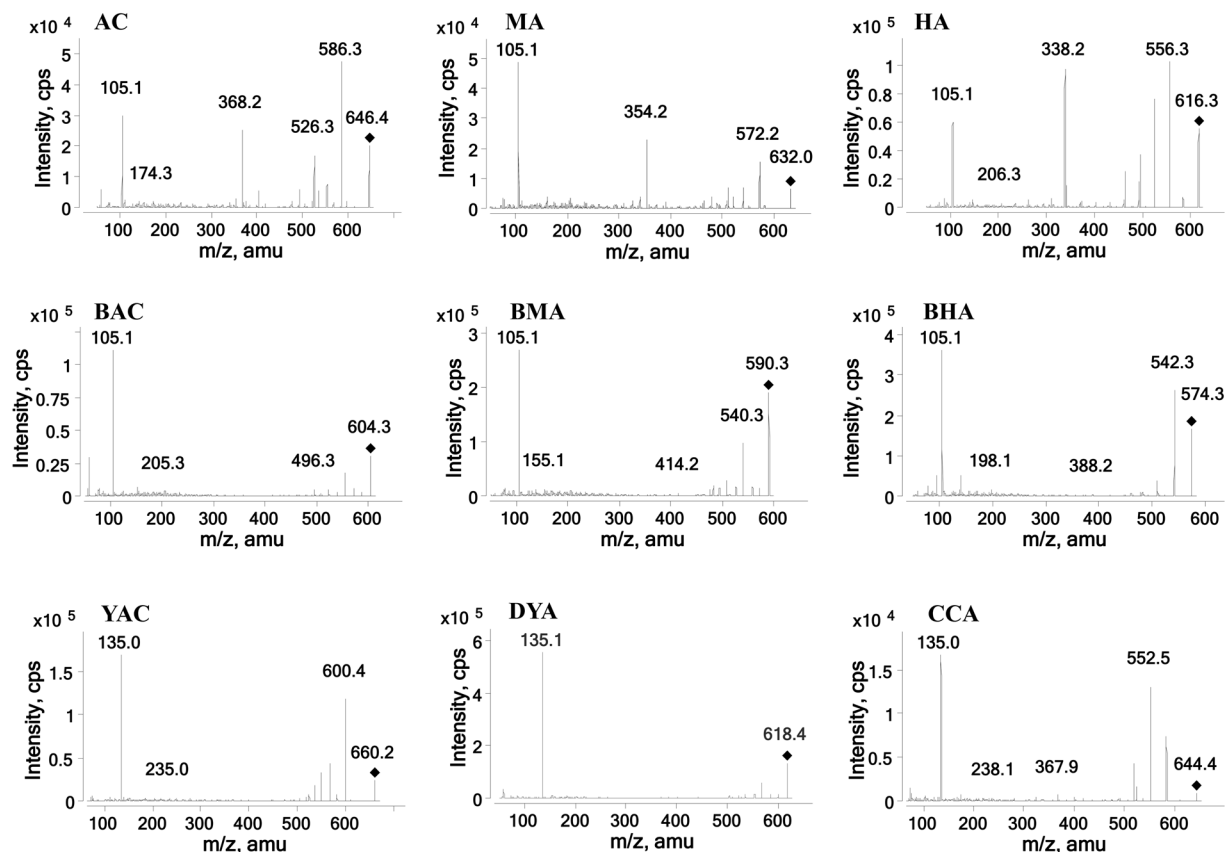 AC
x10 4
Intensity, cps
5
4
3
2
1
0
105.1
174.3
368.2
526.3
586.3
646.4
100 200 300 400 500 600
m/z, amu
MA
x10 4
Intensity, cps
5
4
3
2
1
0
105.1
354.2
572.2
632.0
100 200 300 400 500 600
m/z, amu
HA
x10 5
Intensity, cps
1
0.8
0.6
0.4
0.2
0
105.1
206.3
338.2
556.3
616.3
100 200 300 400 500 600
m/z, amu
BAC
x10 5
Intensity, cps
1
0.75
0.5
0.25
0
105.1
205.3
496.3
604.3
100 200 300 400 500 600
m/z, amu
BMA
x10 5
Intensity, cps
3
2
1
0
105.1
155.1
414.2
540.3
590.3
100 200 300 400 500 600
m/z, amu
BHA
x10 5
Intensity, cps
4
3
2
1
0
105.1
198.1
388.2
542.3
574.3
100 200 300 400 500 600
m/z, amu
YAC
x10 5
Intensity, cps
1.5
1
0.5
0
135.0
235.0
600.4
660.2
100 200 300 400 500 600
m/z, amu
DYA
x10 5
Intensity, cps
6
4
2
0
135.1
618.4
100 200 300 400 500 600
m/z, amu
CCA
x10 4
Intensity, cps
1.5
1
0.5
0
135.0
238.1
367.9
552.5
644.4
100 200 300 400 500 600
m/z, amu